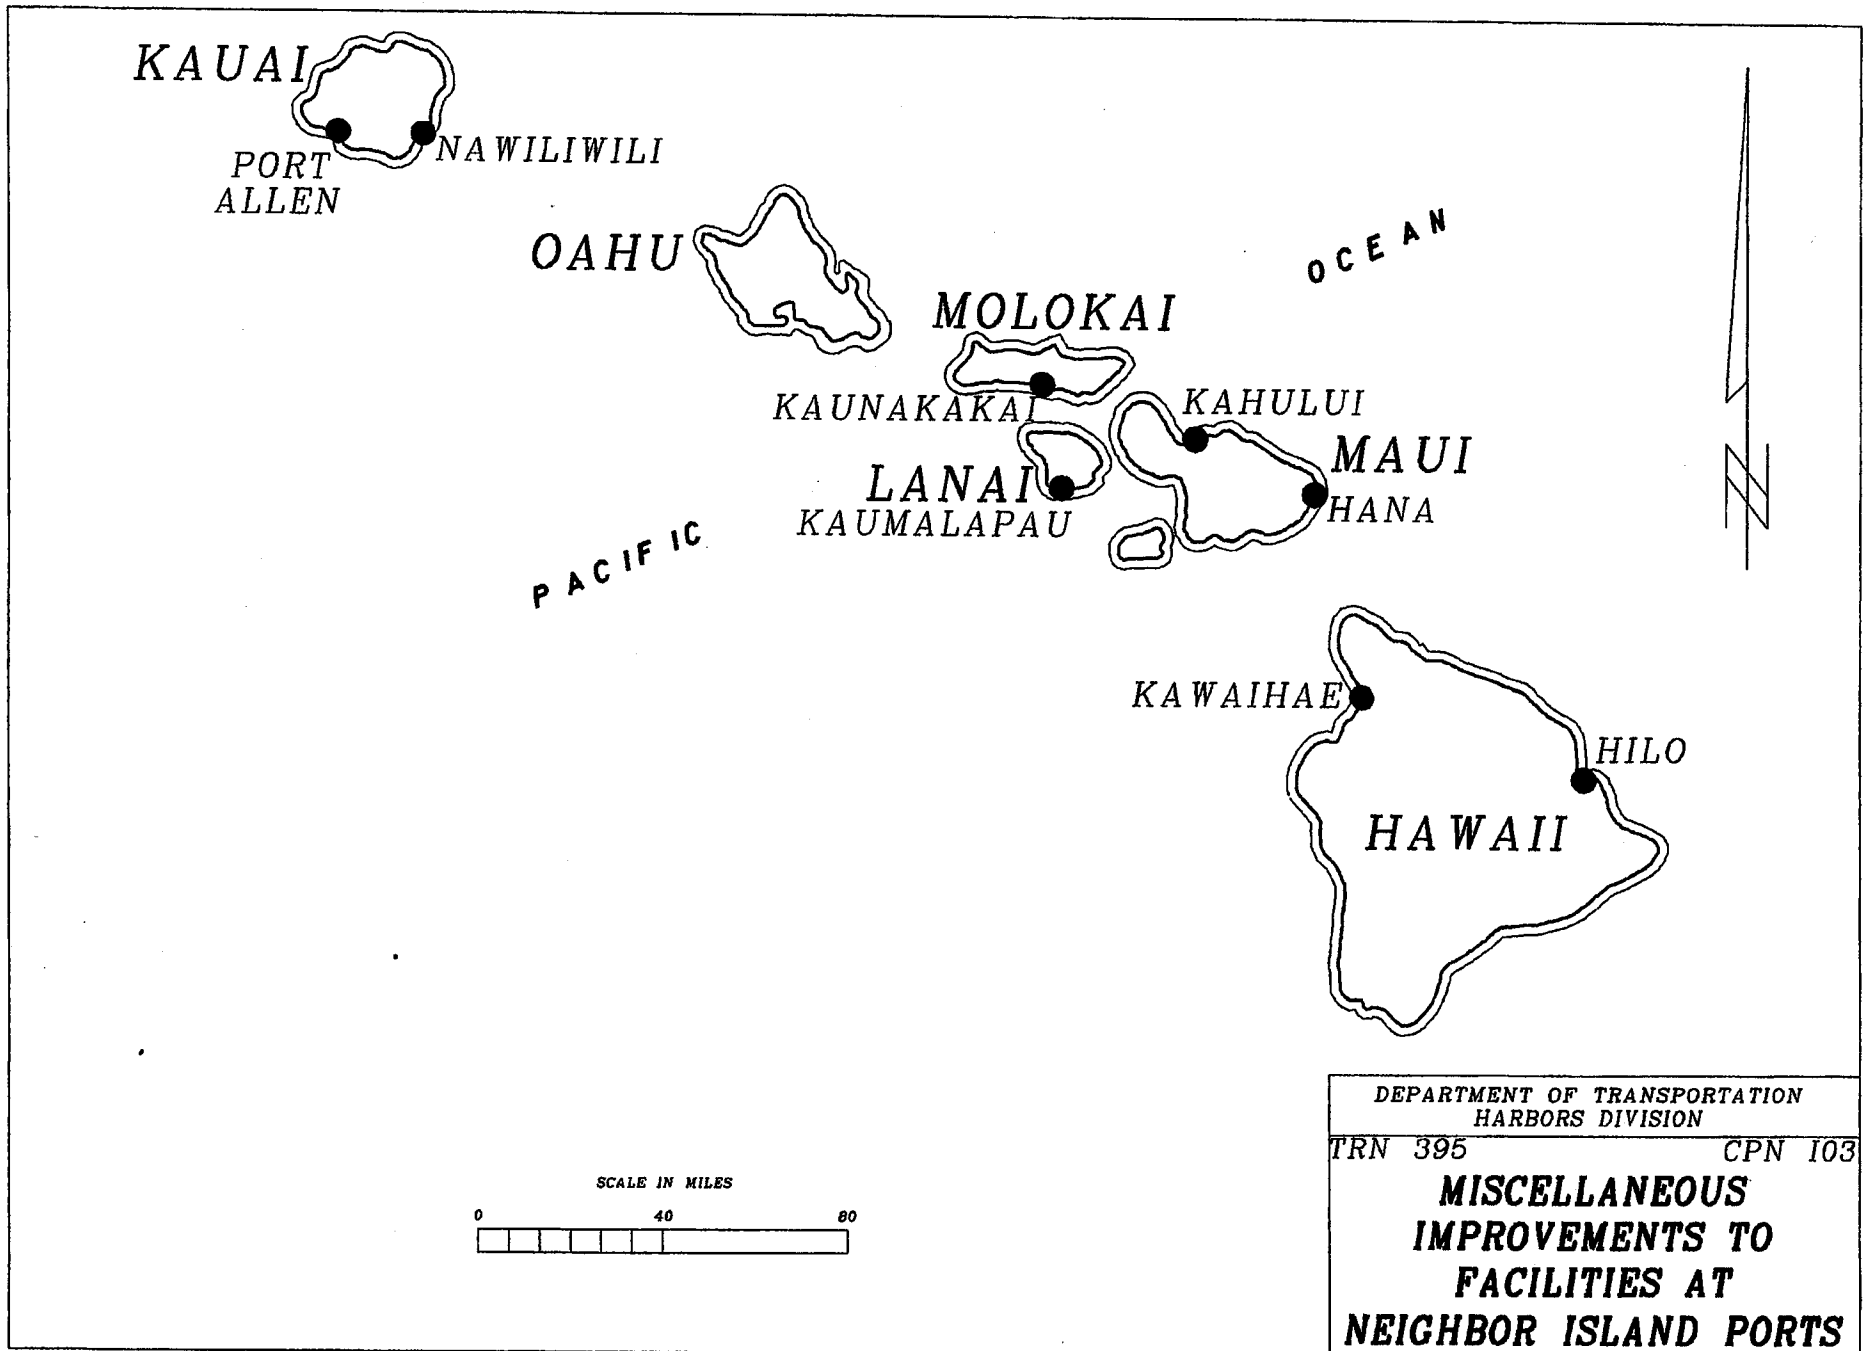 KAUAI
NAWILIWILI
PORT
ALLEN
OAHU
OCEAN
MOLOKAI
KAUNAKAKAI
KAHULUI
MAUI
LANAI
HANA
KAUMALAPAU
PACIFIC
KAWAIHAE
HILO
HAWAII
N
SCALE IN MILES
0 40 80
DEPARTMENT OF TRANSPORTATION
HARBORS DIVISION
TRN 395 CPN I03
MISCELLANEOUS
IMPROVEMENTS TO
FACILITIES AT
NEIGHBOR ISLAND PORTS